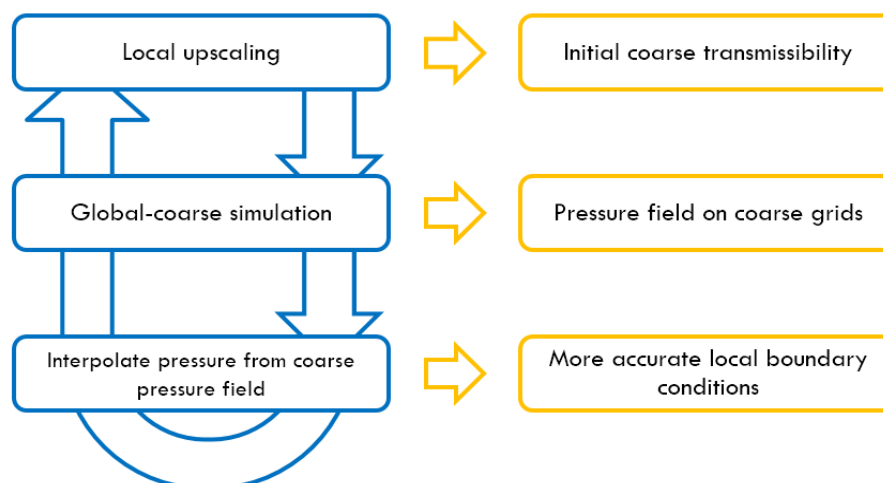 Local upscaling
Initial coarse transmissibility
Global-coarse simulation
Pressure field on coarse grids
Interpolate pressure from coarse
pressure field
More accurate local boundary
conditions